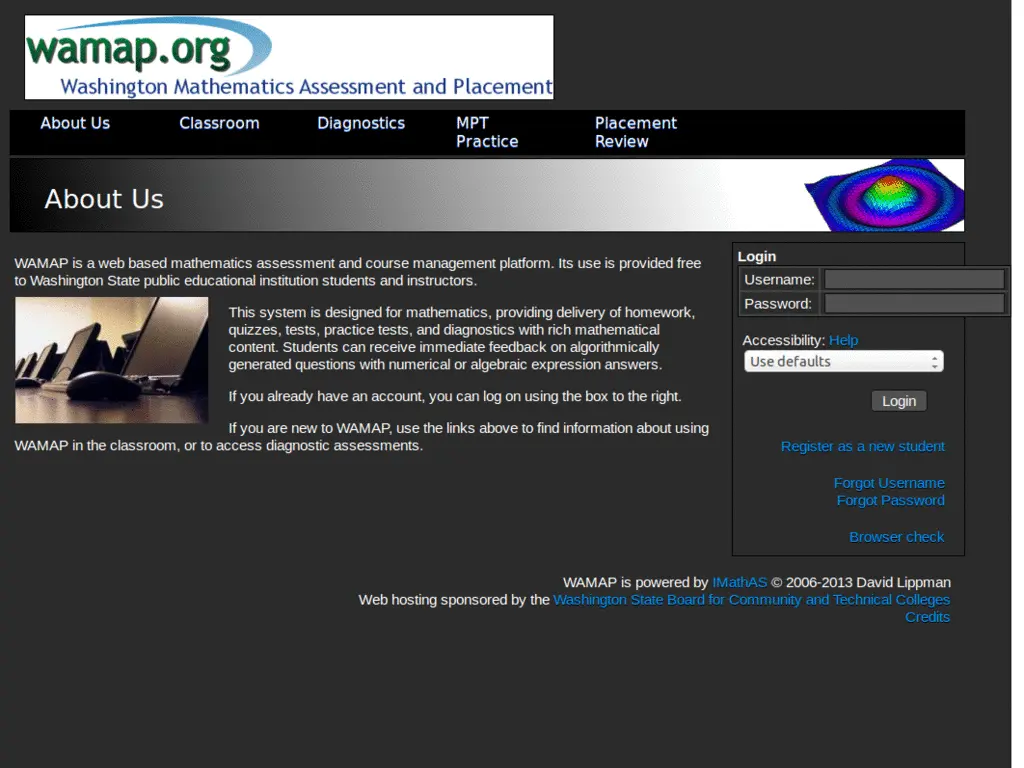 wamap.org
Washington Mathematics Assessment and Placement
About Us
Classroom
Diagnostics
MPT
Practice
Placement
Review
About Us
WAMAP is a web based mathematics assessment and course management platform. Its use is provided free
to Washington State public educational institution students and instructors.
This system is designed for mathematics, providing delivery of homework,
quizzes, tests, practice tests, and diagnostics with rich mathematical
content. Students can receive immediate feedback on algorithmically
generated questions with numerical or algebraic expression answers.
If you already have an account, you can log on using the box to the right.
If you are new to WAMAP, use the links above to find information about using
WAMAP in the classroom, or to access diagnostic assessments.
Login
Username:
Password:
Accessibility: Help
Use defaults
Login
Register as a new student
Forgot Username
Forgot Password
Browser check
WAMAP is powered by IMathAS © 2006-2013 David Lippman
Web hosting sponsored by the Washington State Board for Community and Technical Colleges
Credits